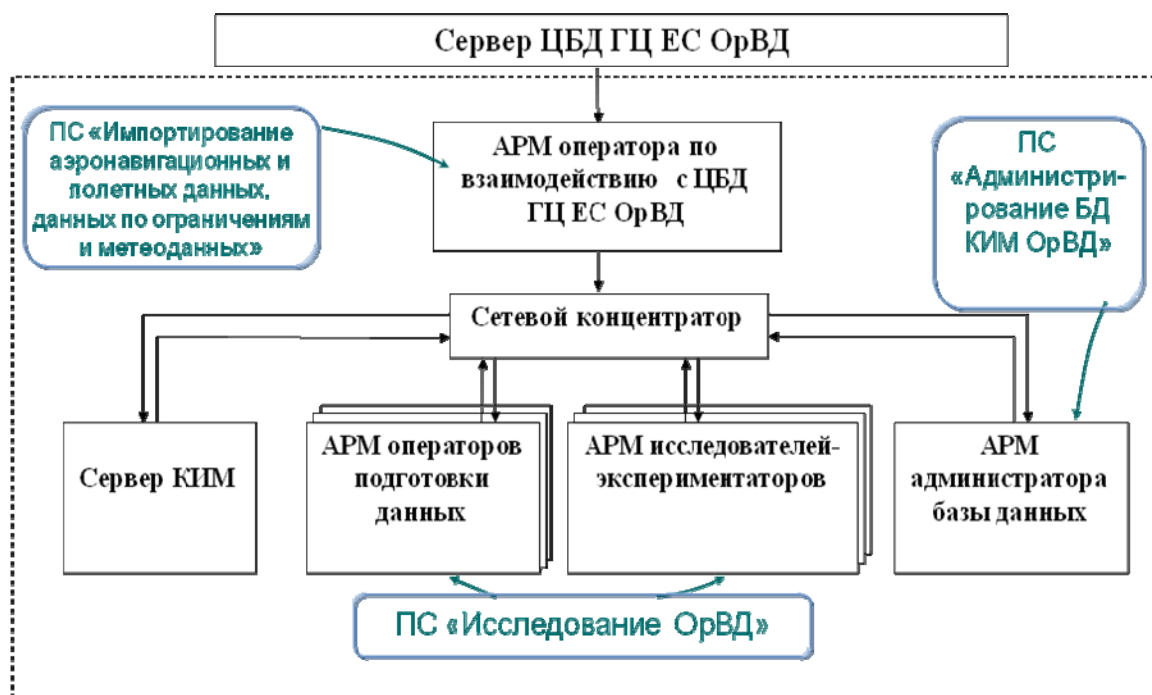 Сервер ЦБД ГЦ ЕС ОрВД
ПС «Импортирование
аэронавигационных и
полетных данных,
данных по ограничениям
и метеоданных»
АРМ оператора по
взаимодействию с ЦБД
ГЦ ЕС ОрВД
ПС
«Администри-
рование БД
КИМ ОрВД»
Сетевой концентратор
Сервер КИМ
АРМ операторов
подготовки
данных
АРМ исследователей-
экспериментаторов
АРМ
администратора
базы данных
ПС «Исследование ОрВД»